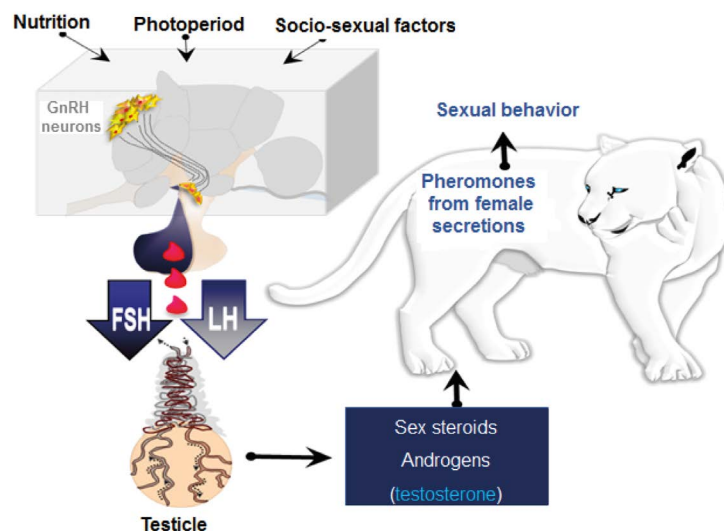 Nutrition
Photoperiod
Socio-sexual factors
GnRH
neurons
Sexual behavior
Pheromones
from female
secretions
FSH
LH
Sex steroids
Androgens
(testosterone)
Testicle